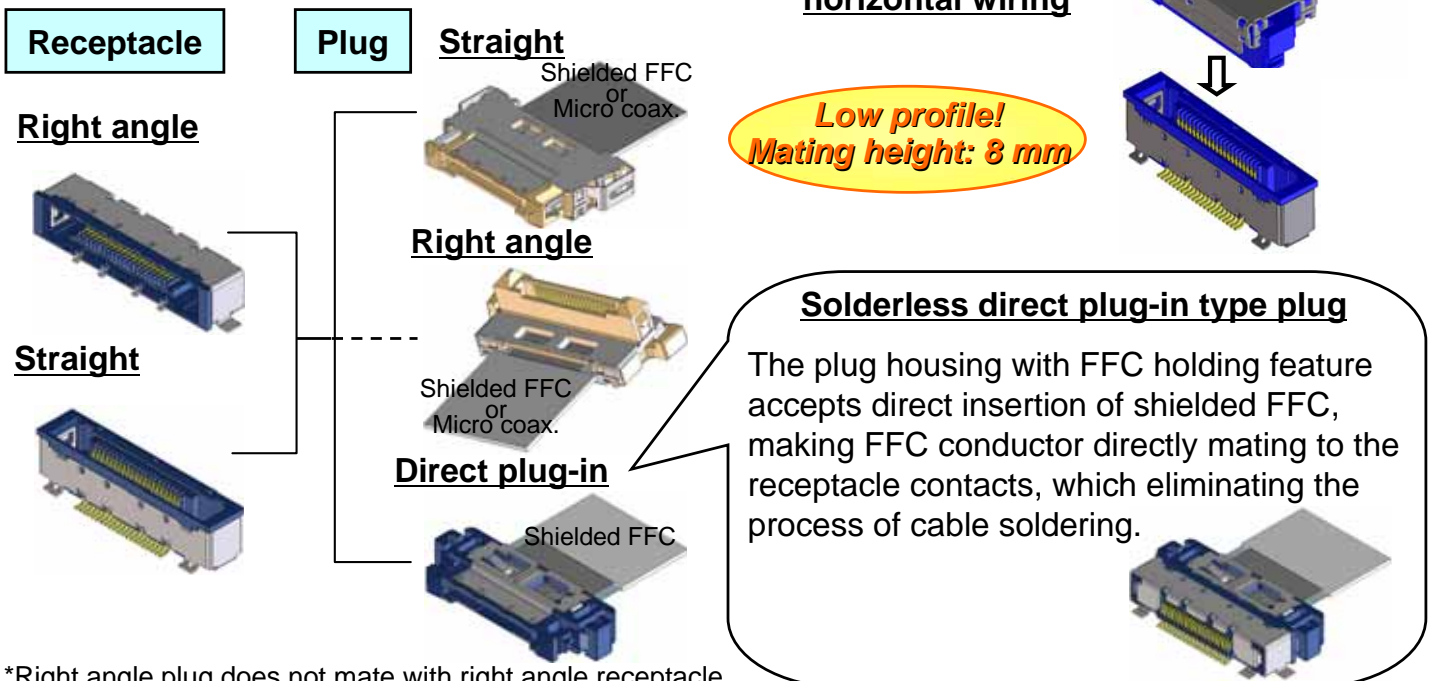 Receptacle
Plug
Straight
Shielded FFC
or
Micro coax.
Right angle
Right angle
Shielded FFC
or
Micro coax.
Straight
Direct plug-in
Shielded FFC
*Right angle plug does not mate with right angle receptacle
horizontal wiring
Low profile!
Mating height: 8 mm
Solderless direct plug-in type plug
The plug housing with FFC holding feature
accepts direct insertion of shielded FFC,
making FFC conductor directly mating to the
receptacle contacts, which eliminating the
process of cable soldering.